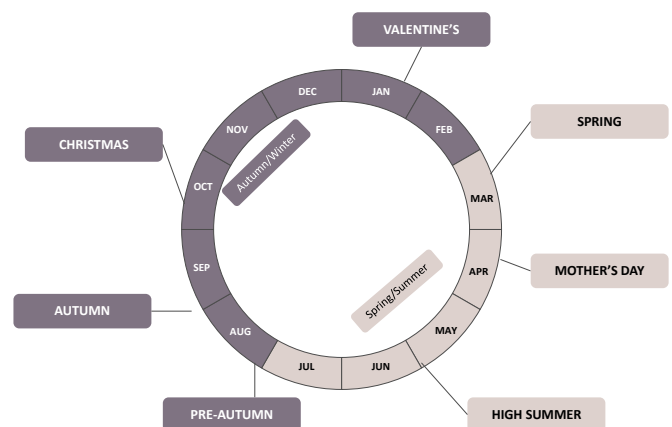 VALENTINE'S
DEC
JAN
NOV
FEB
SPRING
CHRISTMAS
Autumn/Winter
OCT
MAR
SEP
APR
MOTHER'S DAY
Spring/Summer
AUTUMN
AUG
MAY
JUL
JUN
PRE-AUTUMN
HIGH SUMMER